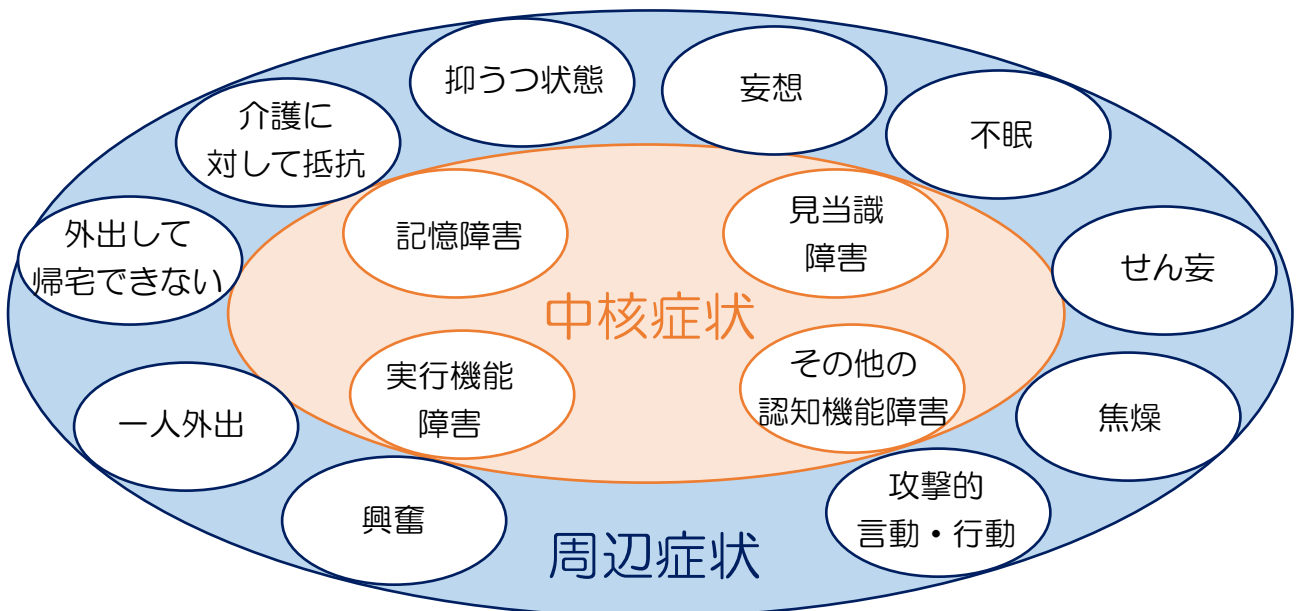 抑うつ状態
妄想
不眠
介護に
対して抵抗
外出して
帰宅できない
記憶障害
見当識
障害
せん妄
中核症状
実行機能
障害
その他の
認知機能障害
一人外出
焦燥
興奮
攻撃的
言動・行動
周辺症状